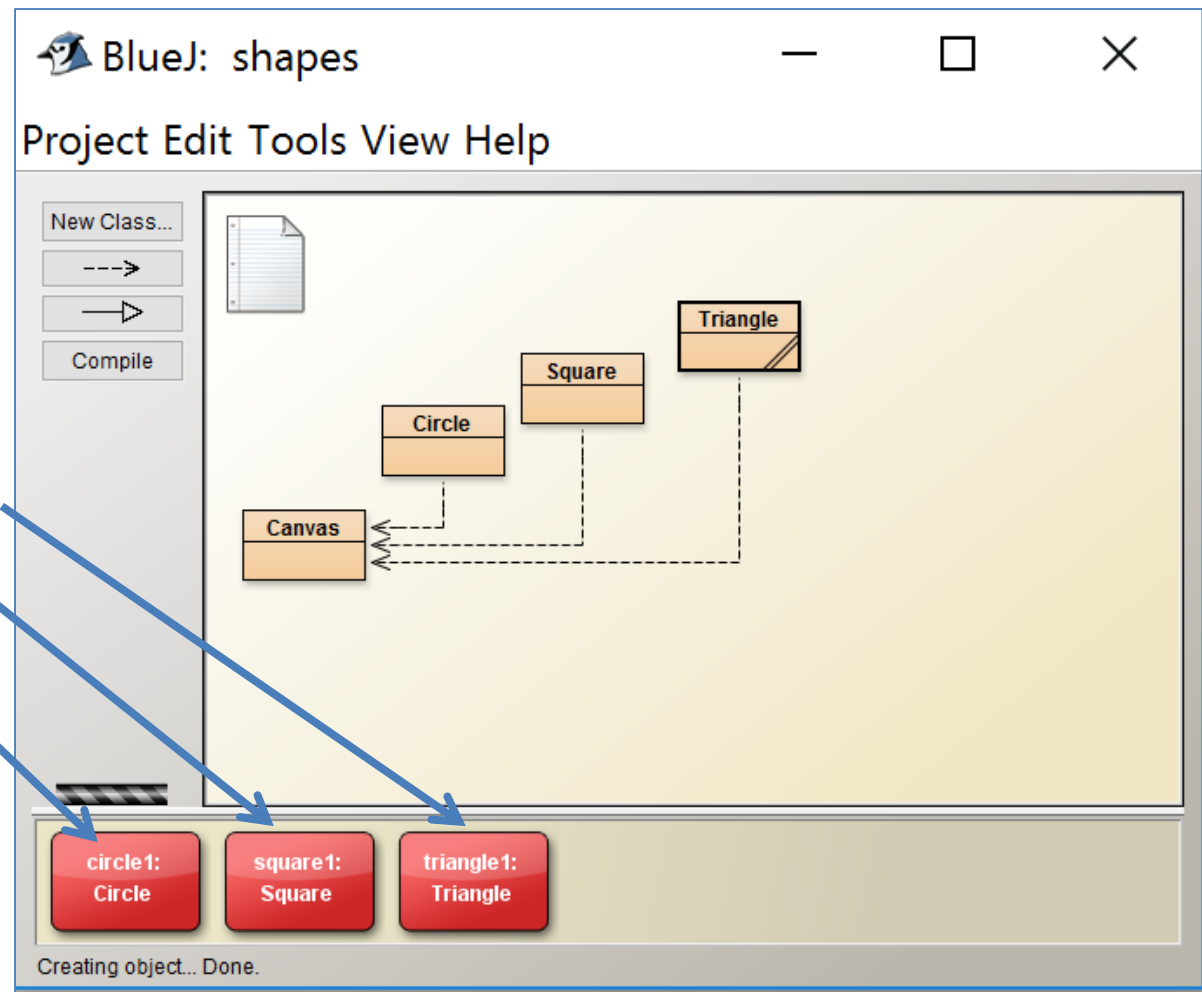 BlueJ: shapes
Project Edit Tools View Help
New Class...
Compile
Triangle
Square
Circle
Canvas
circle1:
Circle
square1:
Square
triangle1:
Triangle
Creating object... Done.